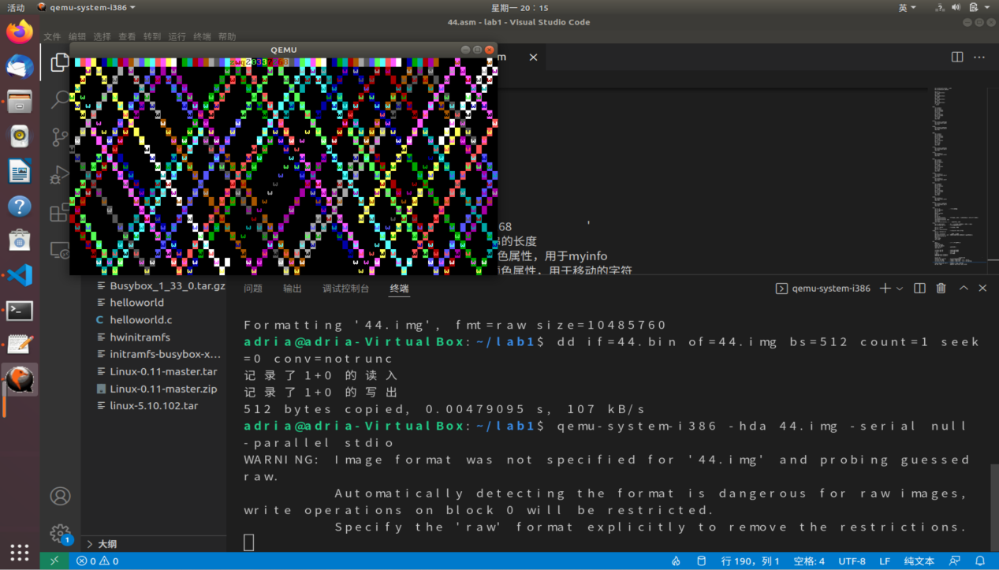 活动 qemu-system-i386 星期一 20：15 英
44.asm - lab1 - Visual Studio Code
文件 编辑 选择 查看 转到 运行 终端 帮助
QEMU
m
68 '
的长度
色属性，用于myinfo
颜色属性，用于移动的字符
Busybox_1_33_0.tar.gz
helloworld
helloworld.c
hwinitramfs
initramfs-busybox-x...
Linux-0.11-master.tar
Linux-0.11-master.zip
linux-5.10.102.tar
大纲
问题 输出 调试控制台 终端 qemu-system-i386
Formatting '44.img', fmt=raw size=10485760
adria@adria-VirtualBox:~/lab1$ dd if=44.bin of=44.img bs=512 count=1 seek
=0 conv=notrunc
记录了1+0 的读入
记录了1+0 的写出
512 bytes copied, 0.00479095 s, 107 kB/s
adria@adria-VirtualBox:~/lab1$ qemu-system-i386 -hda 44.img -serial null
-parallel stdio
WARNING: Image format was not specified for '44.img' and probing guessed
raw.
Automatically detecting the format is dangerous for raw images,
write operations on block 0 will be restricted.
Specify the 'raw' format explicitly to remove the restrictions.
1
0 0 行 190，列 1 空格: 4 UTF-8 LF 纯文本